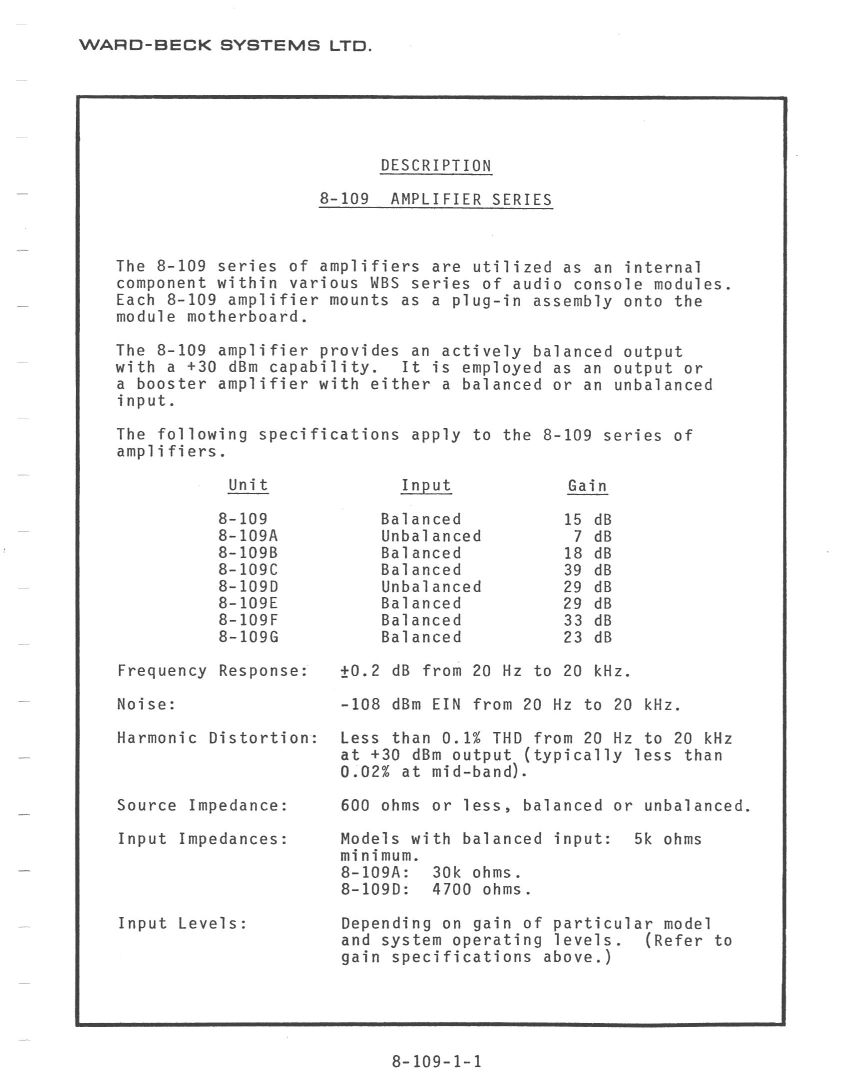 WARD-BECK SYSTEMS LTD.
DESCRIPTION
8-109 AMPLIFIER SERIES
The 8-109 series of amplifiers are utilized as an internal
component within various WBS series of audio console modules.
Each 8-109 amplifier mounts as a plug-in assembly onto the
module motherboard.
The 8-109 amplifier provides an actively balanced output
with a +30 dBm capability. It is employed as an output or
a booster amplifier with either a balanced or an unbalanced
input.
The following specifications apply to the 8-109 series of
amplifiers.
Unit Input Gain
8-109 Balanced 15 dB
8-109A Unbalanced 7 dB
8-109B Balanced 18 dB
8-109C Balanced 39 dB
8-109D Unbalanced 29 dB
8-109E Balanced 29 dB
8-109F Balanced 33 dB
8-109G Balanced 23 dB
Frequency Response: ±0.2 dB from 20 Hz to 20 kHz.
Noise: -108 dBm EIN from 20 Hz to 20 kHz.
Harmonic Distortion: Less than 0.1% THD from 20 Hz to 20 kHz
at +30 dBm output (typically less than
0.02% at mid-band).
Source Impedance: 600 ohms or less, balanced or unbalanced.
Input Impedances: Models with balanced input: 5k ohms
minimum.
8-109A: 30k ohms.
8-109D: 4700 ohms.
Input Levels: Depending on gain of particular model
and system operating levels. (Refer to
gain specifications above.)
8-109-1-1